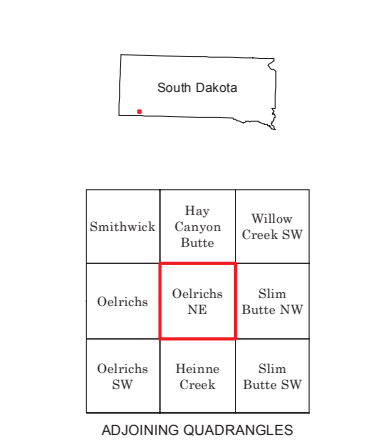 South Dakota
Smithwick
Hay
Canyon
Butte
Willow
Creek SW
Oelrichs
Oelrichs
NE
Slim
Butte NW
Oelrichs
SW
Heinne
Creek
Slim
Butte SW
ADJOINING QUADRANGLES